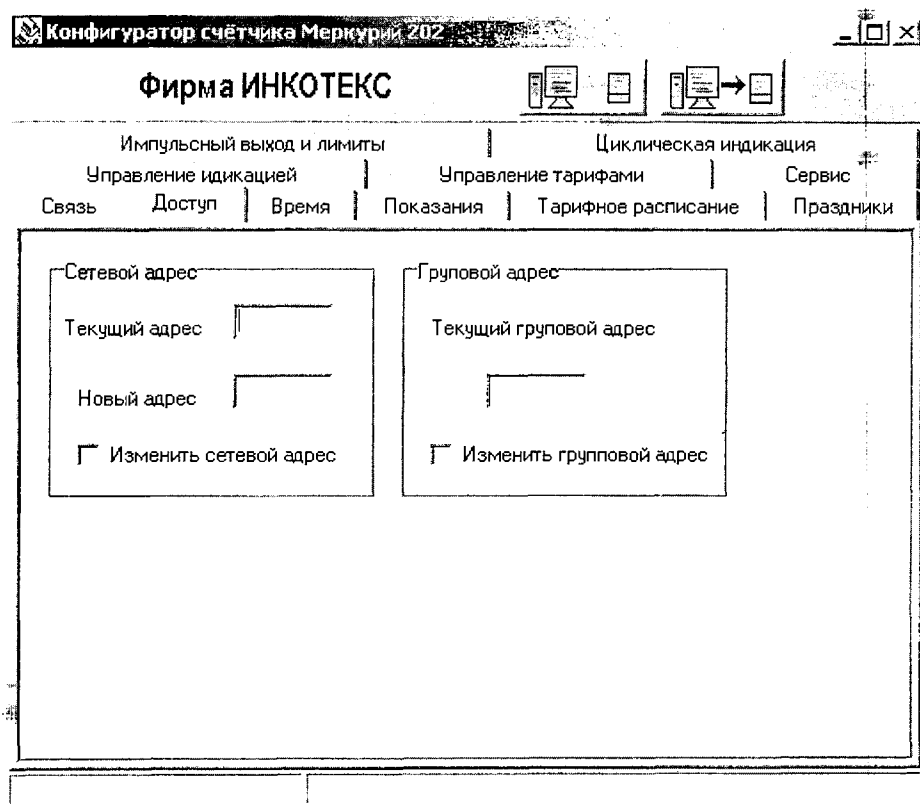 Конфигуратор счётчика Меркурий 202
Фирма ИНКОТЕКС
Импульсный выход и лимиты Циклическая индикация
Управление идикацией Управление тарифами Сервис
Связь Доступ Время Показания Тарифное расписание Праздники
Сетевой адрес
Текущий адрес
Новый адрес
Изменить сетевой адрес
Груповой адрес
Текущий груповой адрес
Изменить групповой адрес